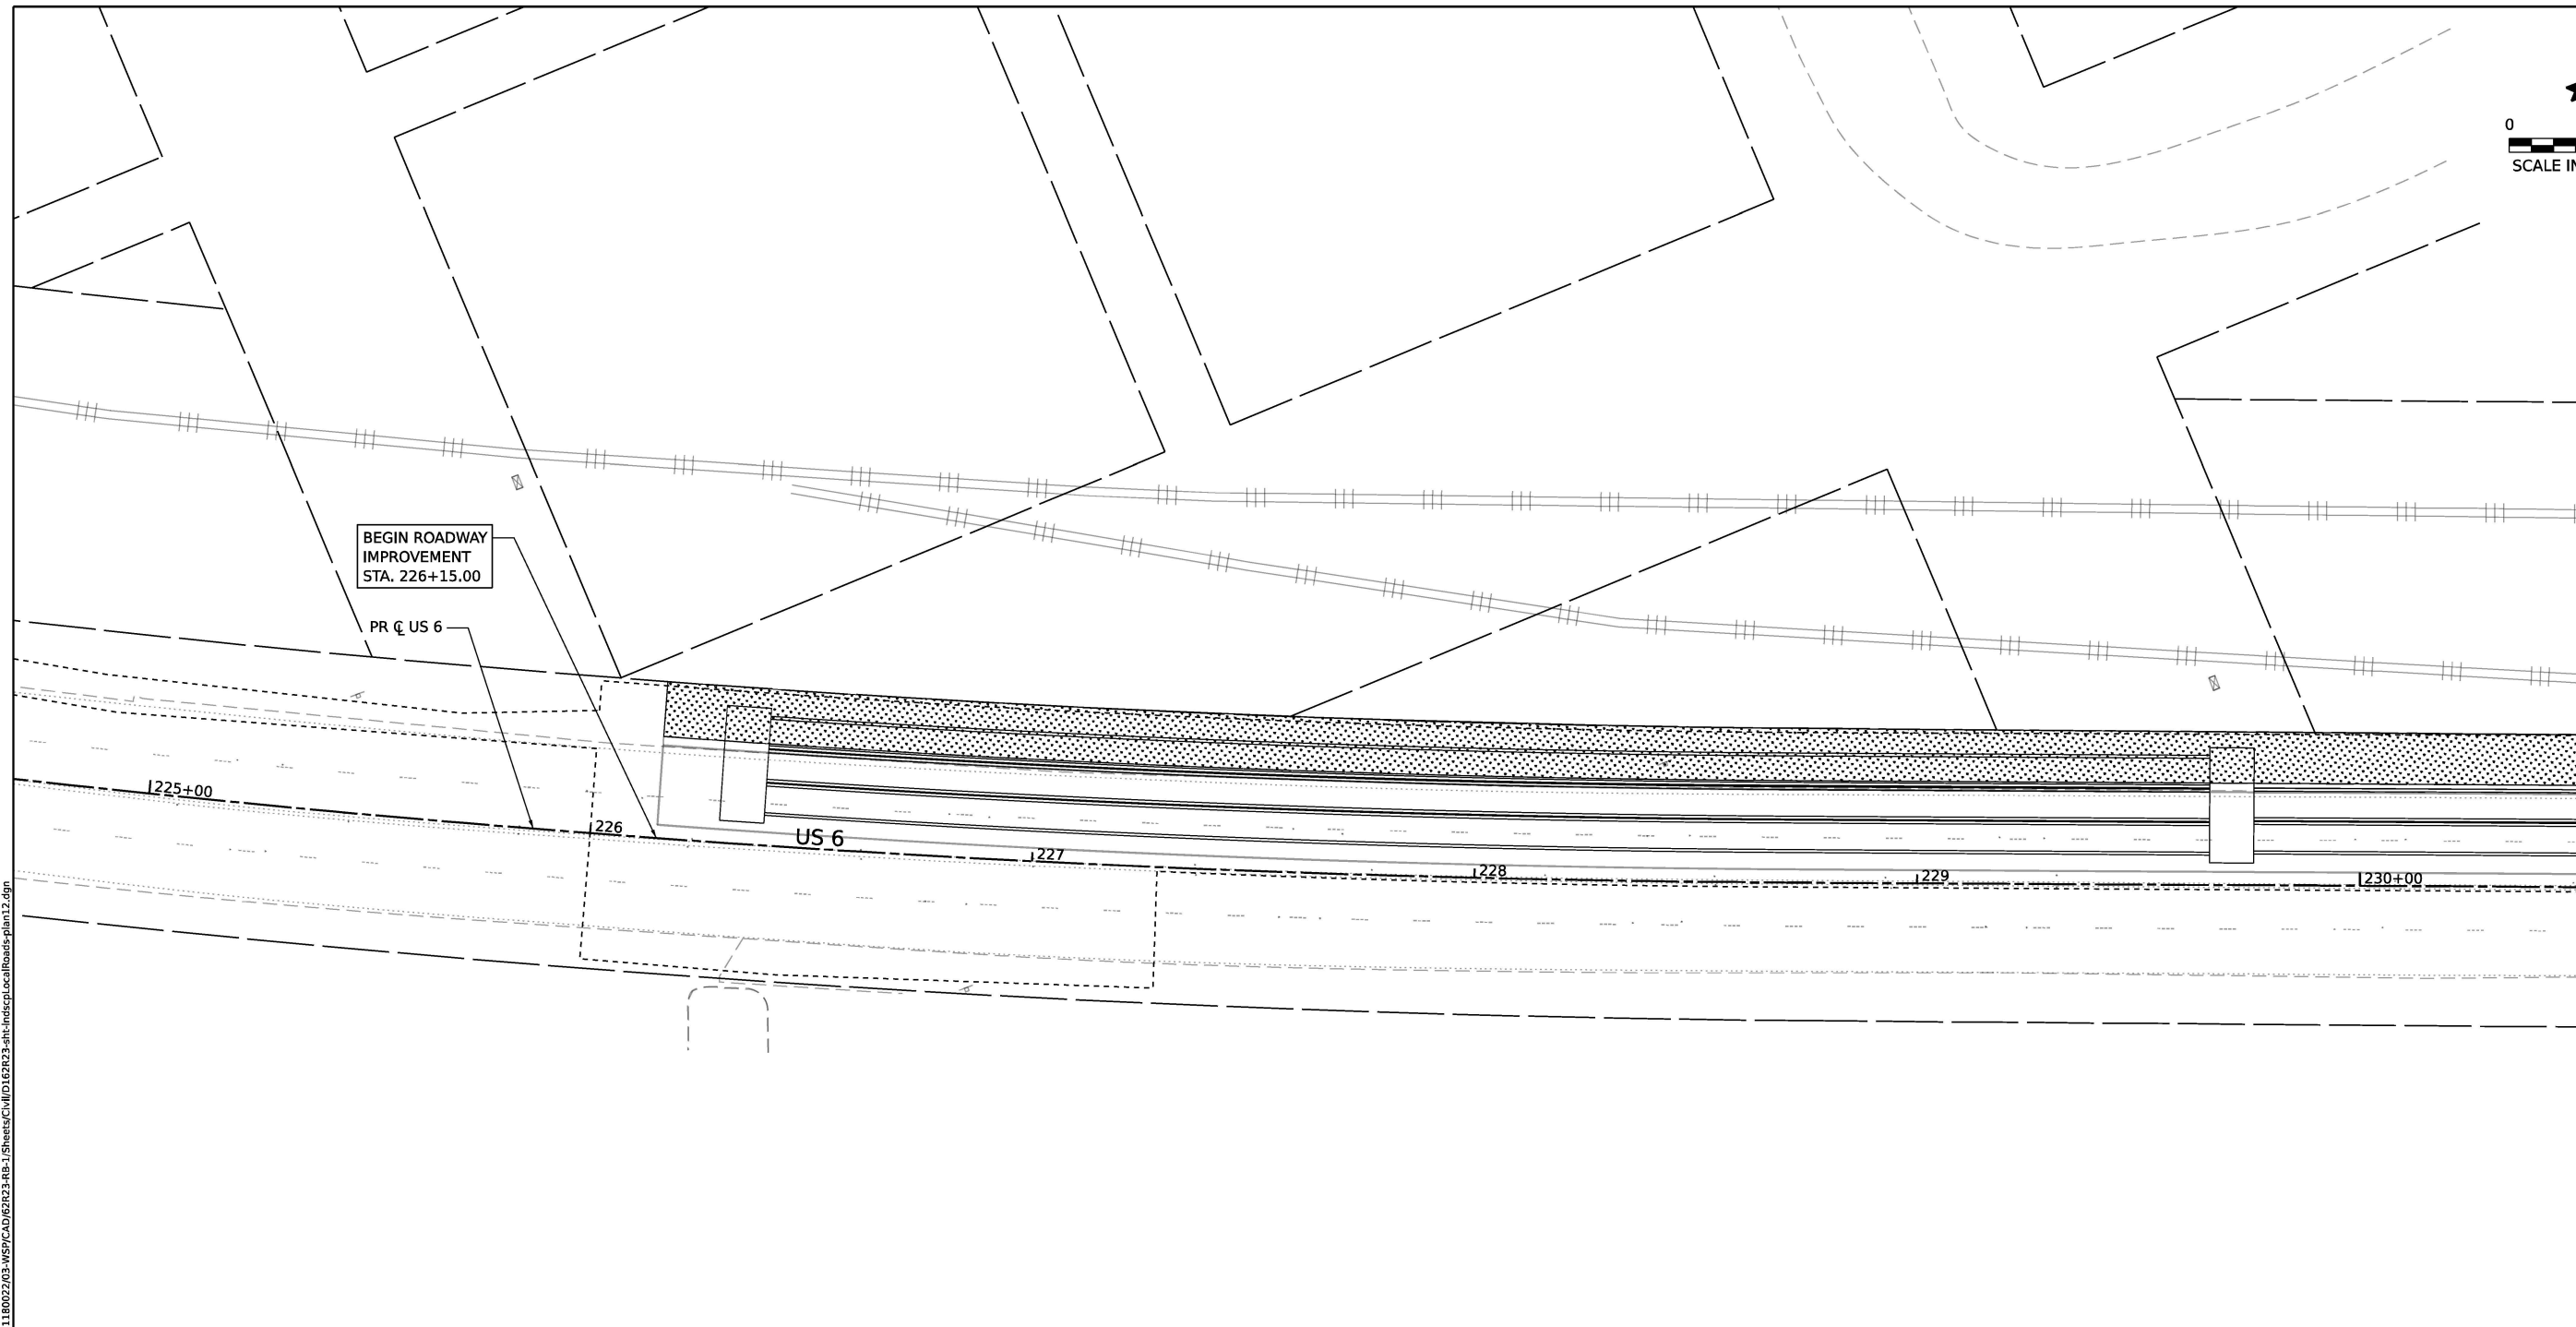 0
SCALE IN
BEGIN ROADWAY
IMPROVEMENT
STA. 226+15.00
PR ℄ US 6
225+00
226
US 6
227
228
229
230+00
1180022/03-WSP/CAD/62R23-RB-1/Sheets/Civil/D162R23-sht-lndscpLocalRoads-plan12.dgn